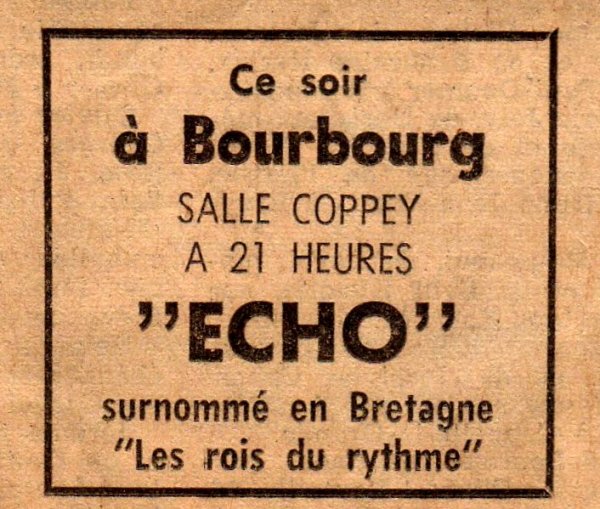 Ce soir
à Bourbourg
SALLE COPPEY
A 21 HEURES
"ECHO"
surnommé en Bretagne
"Les rois du rythme"